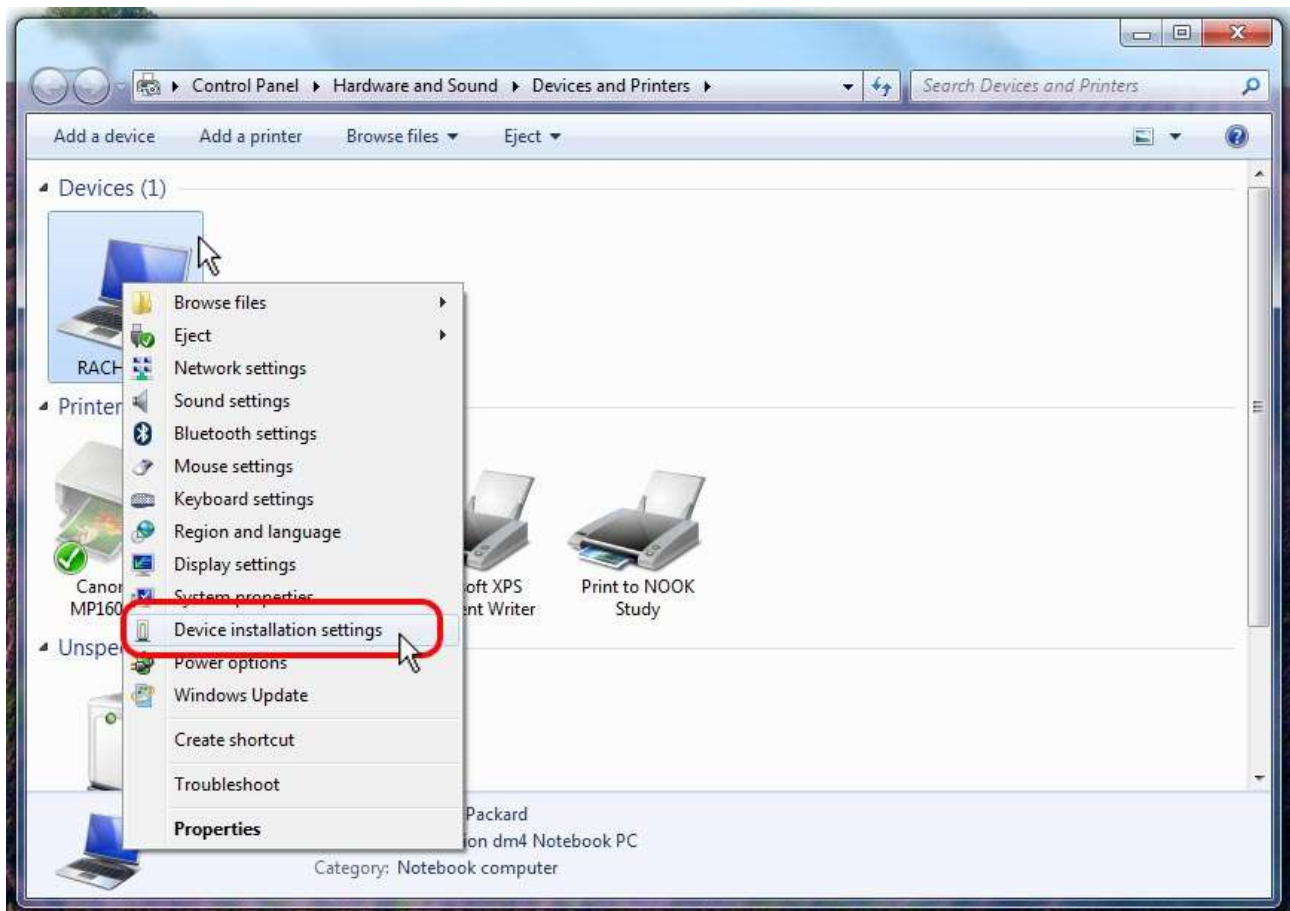 Control Panel ▸ Hardware and Sound ▸ Devices and Printers ▸
Search Devices and Printers
Add a device Add a printer Browse files Eject
Devices (1)
RACH
Browse files
Eject
Network settings
Sound settings
Bluetooth settings
Mouse settings
Keyboard settings
Region and language
Display settings
System properties
Device installation settings
Power options
Windows Update
Create shortcut
Troubleshoot
Properties
Printer
Canon
MP160
oft XPS
ent Writer
Print to NOOK
Study
Unspe
Packard
ion dm4 Notebook PC
Category: Notebook computer